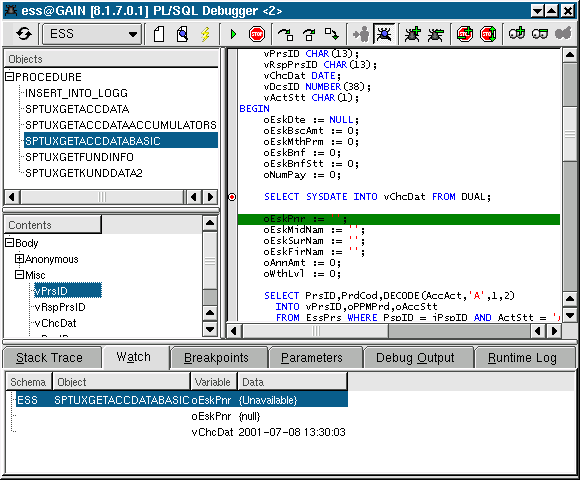 ess@GAIN [8.1.7.0.1] PL/SQL Debugger <2>
ESS
Objects
PROCEDURE
INSERT_INTO_LOGG
SPTUXGETACCDATA
SPTUXGETACCDATAACCUMULATORS
SPTUXGETACCDATABASIC
SPTUXGETFUNDINFO
SPTUXGETKUNDDATA2
Contents
Body
Anonymous
Misc
vPrsID
vRspPrsID
vChcDat
vPrsID CHAR(13);
vRspPrsID CHAR(13);
vChcDat DATE;
vDcsID NUMBER(38);
vActStt CHAR(1);
BEGIN
oEskDte := NULL;
oEskBscAmt := 0;
oEskMthPrm := 0;
oEskBnf := 0;
oEskBnfStt := 0;
oNumPay := 0;
SELECT SYSDATE INTO vChcDat FROM DUAL;
oEskPnr := '';
oEskMidNam := '';
oEskSurNam := '';
oEskFirNam := '';
oAnnAmt := 0;
oWthLvl := 0;
SELECT PrsID,PrdCod,DECODE(AccAct,'A',1,2)
INTO vPrsID,oPPMPrd,oAccStt
FROM EssPrs WHERE PspID = iPspID AND ActStt = '
Stack Trace
Watch
Breakpoints
Parameters
Debug Output
Runtime Log
Schema Object Variable Data
ESS SPTUXGETACCDATABASIC oEskPnr {Unavailable}
oEskPnr {null}
vChcDat 2001-07-08 13:30:03